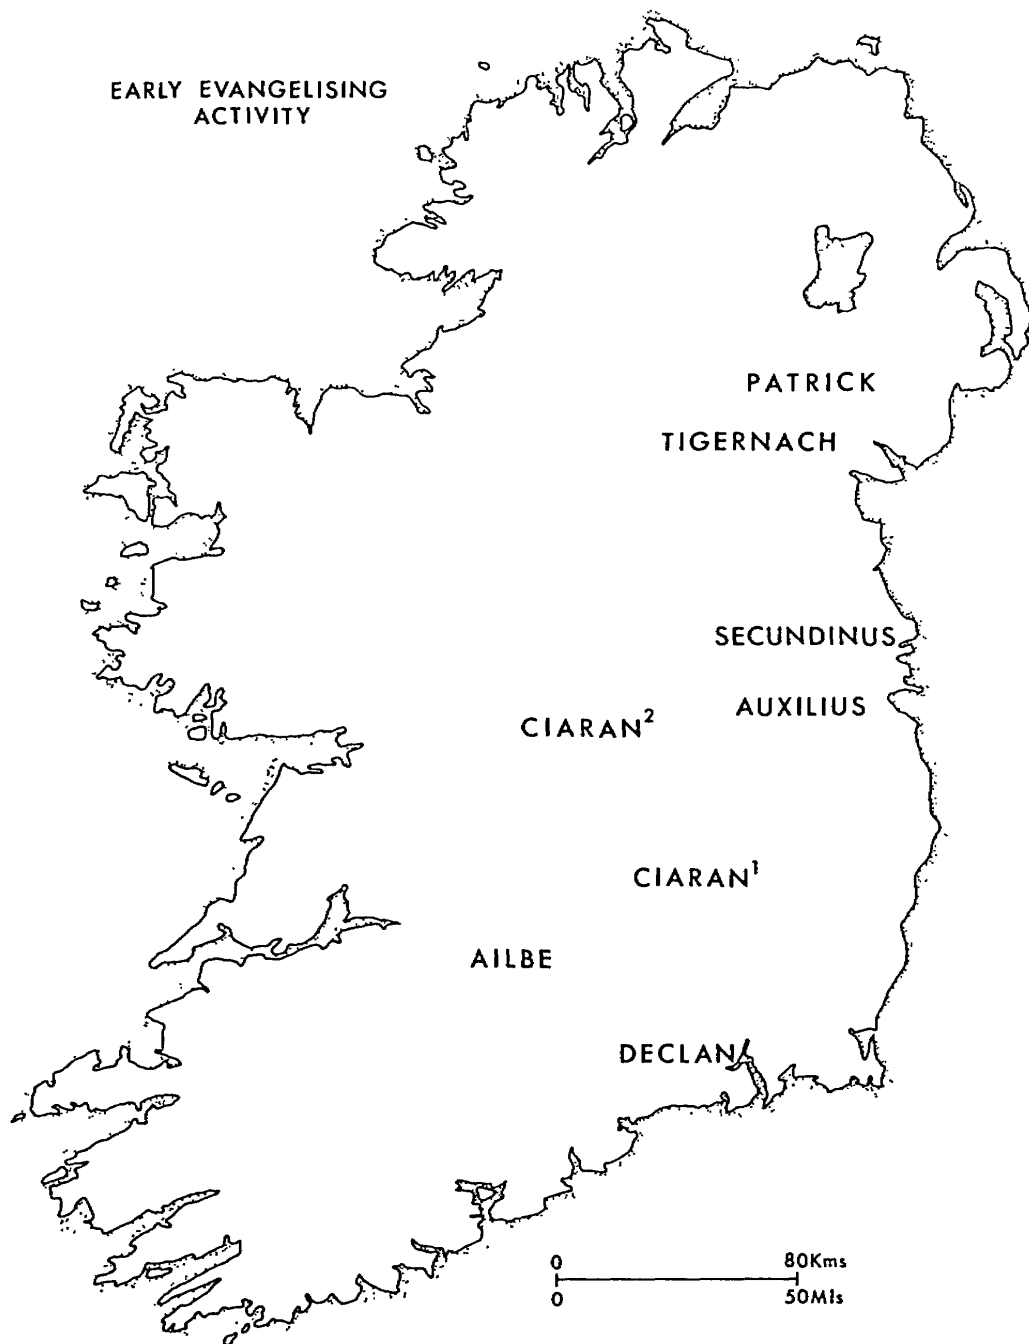 EARLY EVANGELISING
ACTIVITY
PATRICK
TIGERNACH
SECUNDINUS
AUXILIUS
CIARAN²
CIARAN¹
AILBE
DECLAN
0 80Kms
0 50Mls